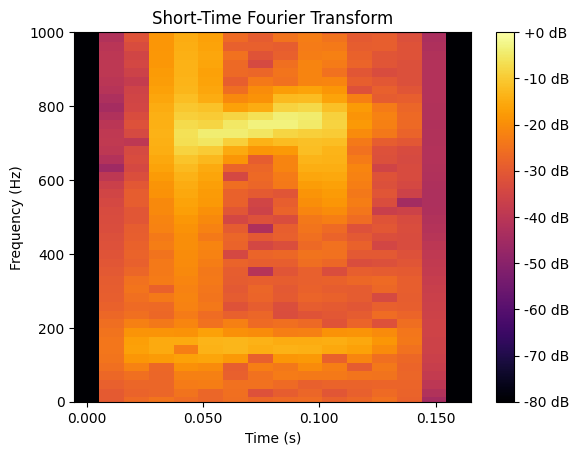 Short-Time Fourier Transform
1000
800
600
400
200
0
Frequency (Hz)
0.000
0.050
0.100
0.150
Time (s)
+0 dB
-10 dB
-20 dB
-30 dB
-40 dB
-50 dB
-60 dB
-70 dB
-80 dB